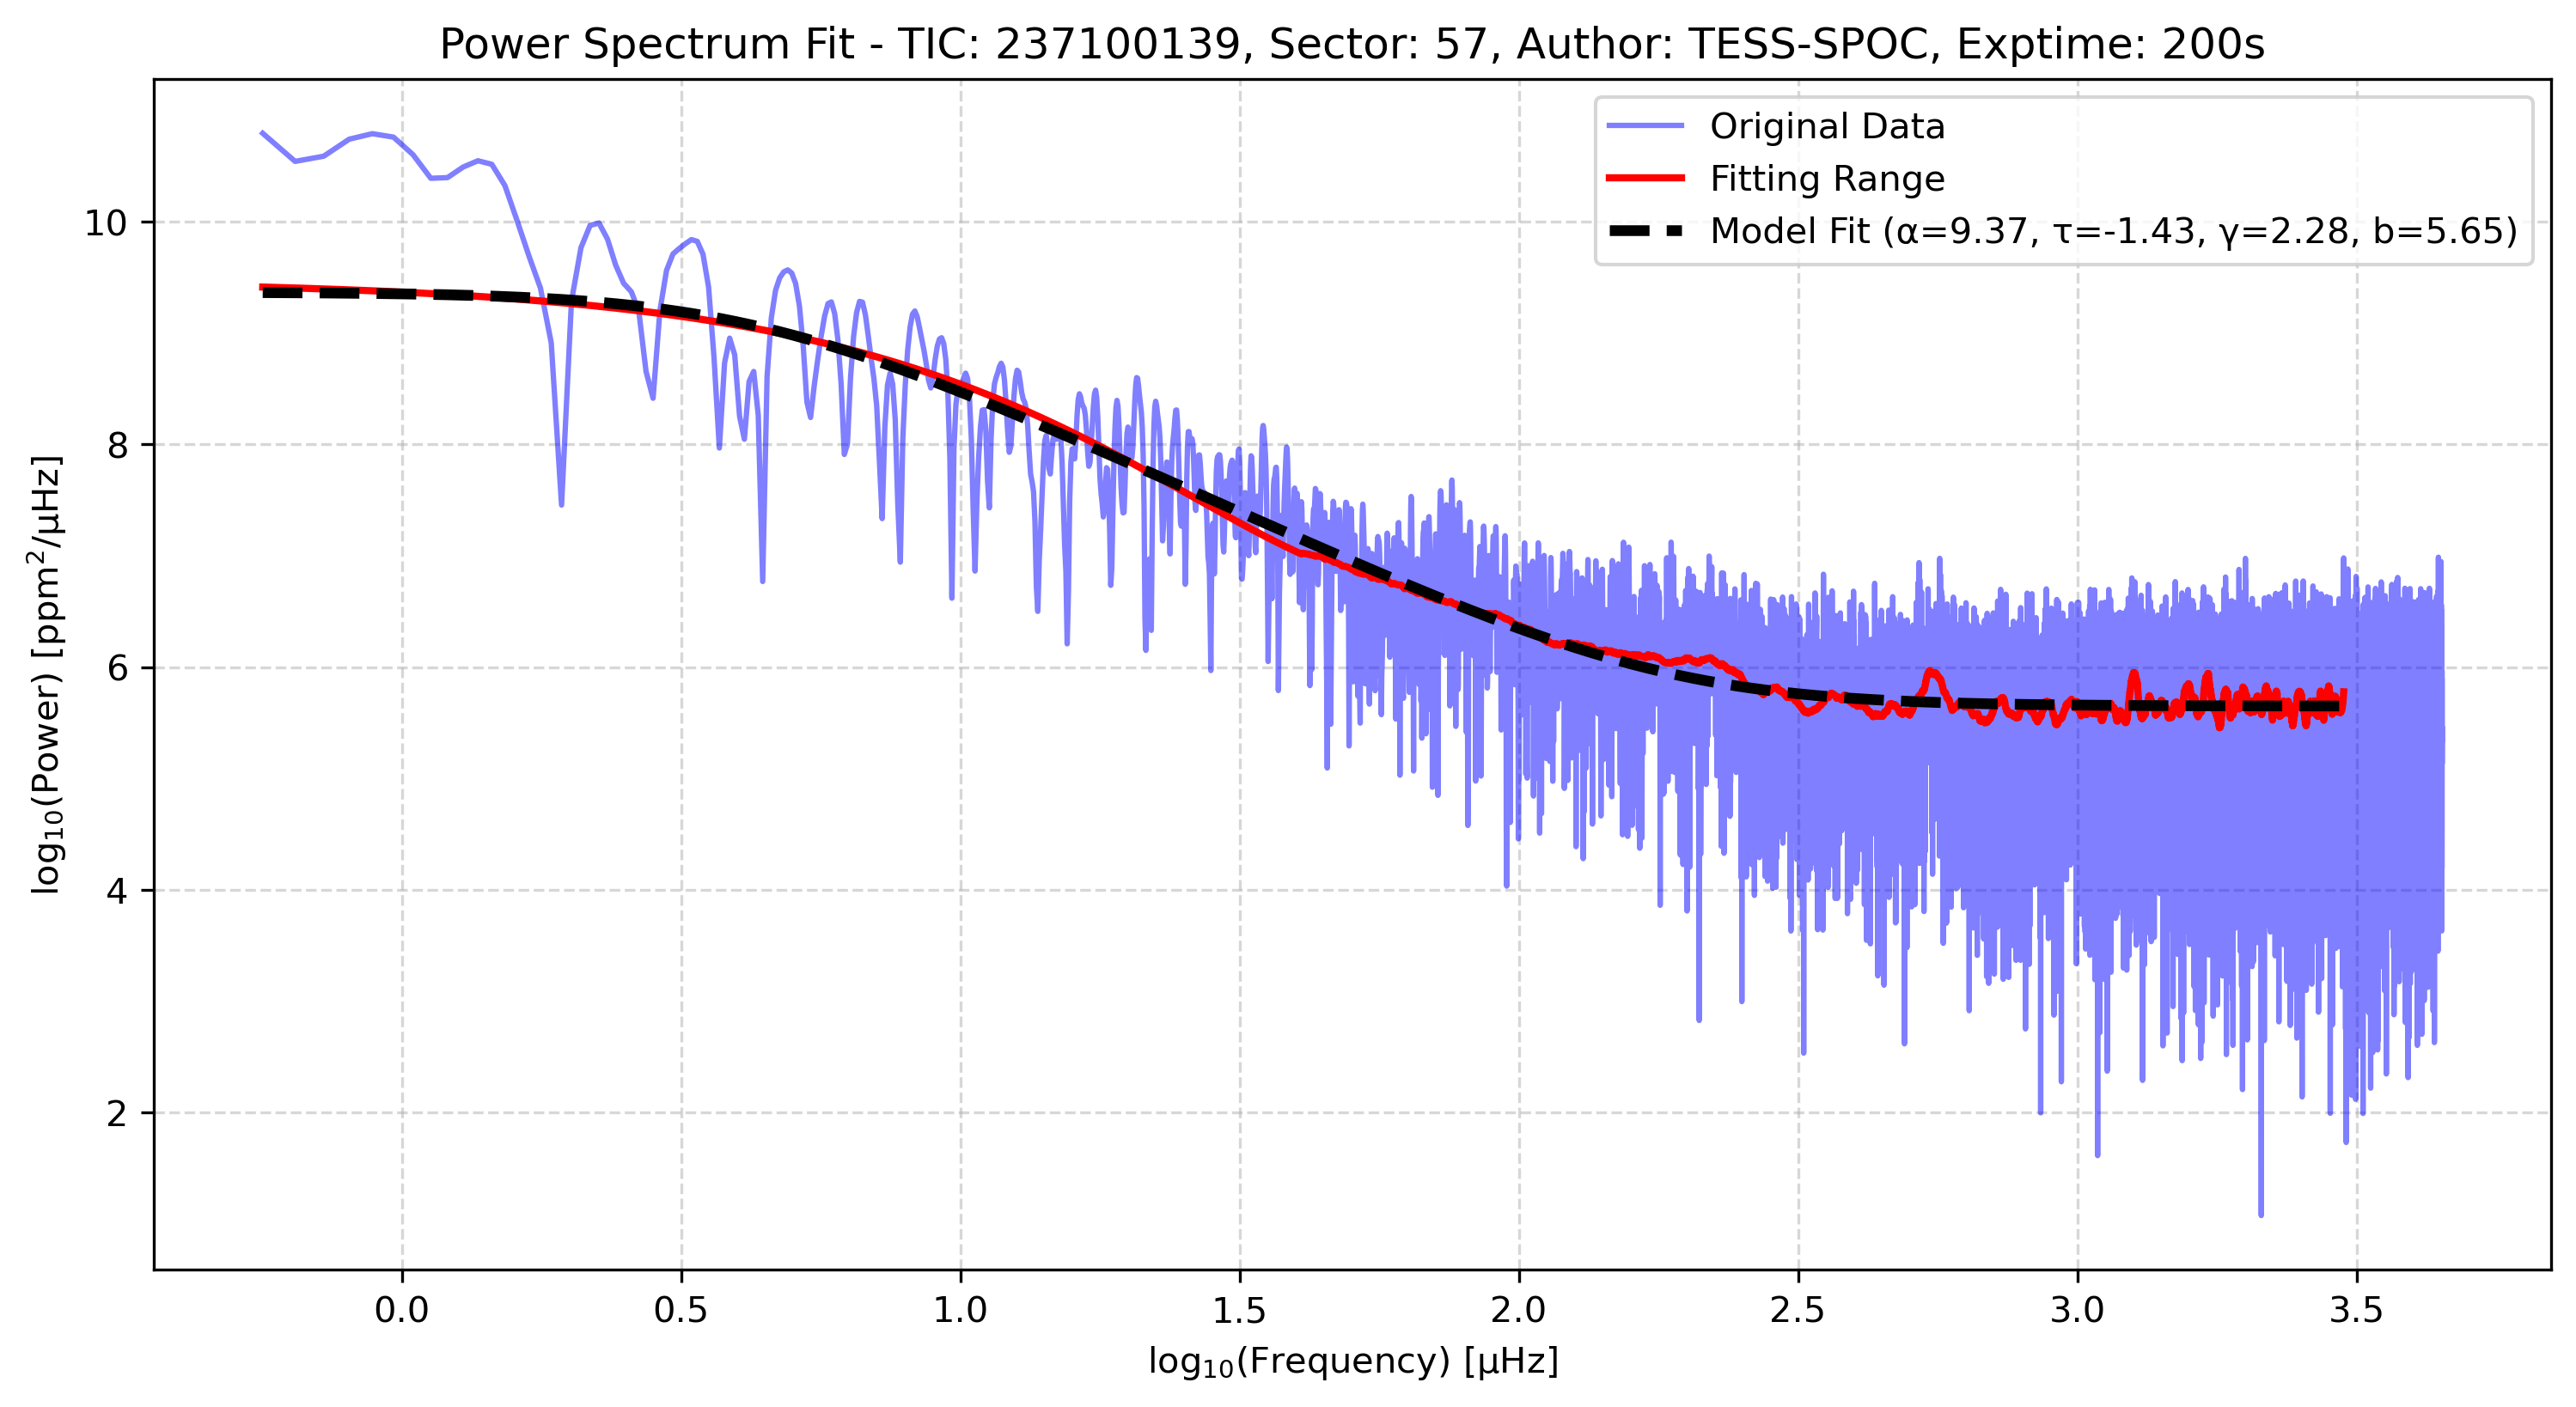 Power Spectrum Fit - TIC: 237100139, Sector: 57, Author: TESS-SPOC, Exptime: 200s
Original Data
Fitting Range
Model Fit (α=9.37, τ=-1.43, γ=2.28, b=5.65)
log₁₀(Power) [ppm²/μHz]
10
8
6
4
2
0.0 0.5 1.0 1.5 2.0 2.5 3.0 3.5
log₁₀(Frequency) [μHz]